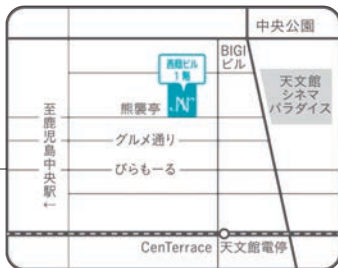 中央公園
BIGI
ビル
西館ビル
1階
.N
天文館
シネマ
パラダイス
熊襲亭
グルメ通り
ぴらもーる
至鹿児島中央駅←
CenTerrace
天文館電停